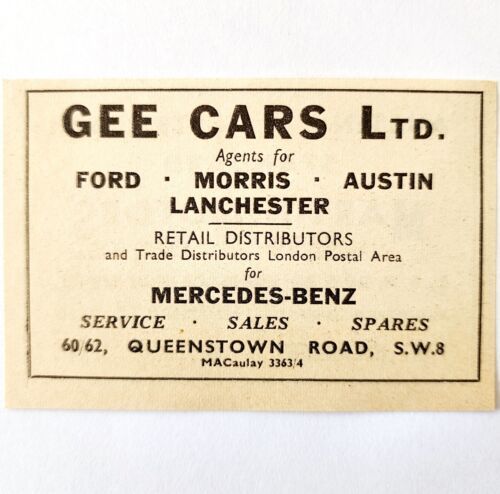 GEE CARS LTD.
Agents for
FORD · MORRIS · AUSTIN
LANCHESTER
RETAIL DISTRIBUTORS
and Trade Distributors London Postal Area
for
MERCEDES-BENZ
SERVICE · SALES · SPARES
60/62, QUEENSTOWN ROAD, S.W.8
MACaulay 3363/4